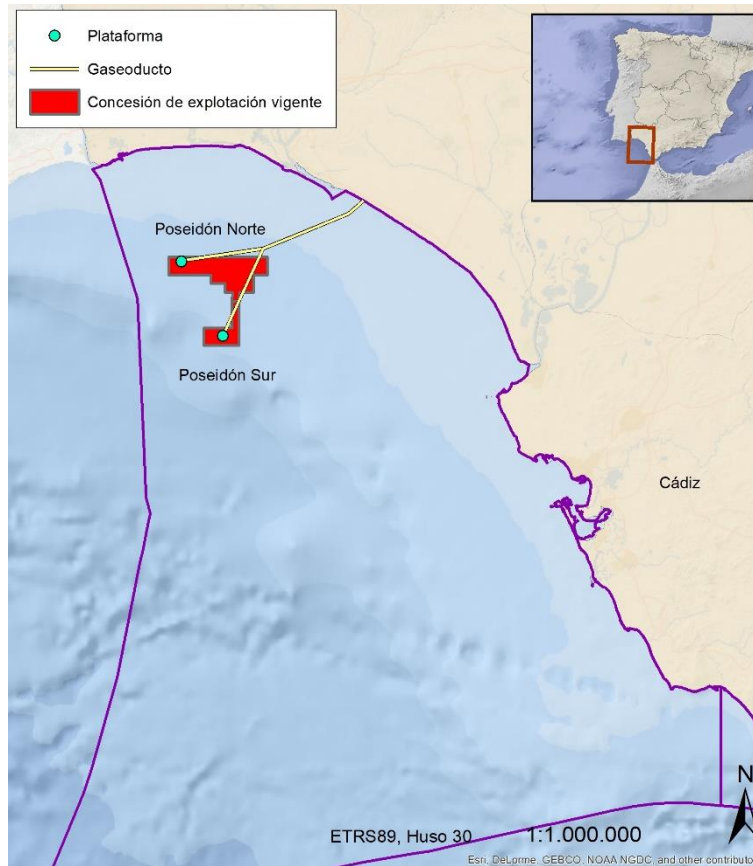 Plataforma
Gaseoducto
Concesión de explotación vigente
Poseidón Norte
Poseidón Sur
Cádiz
N
ETRS89, Huso 30 1:1.000.000
Esri, DeLorme, GEBCO, NOAA NGDC, and other contributo